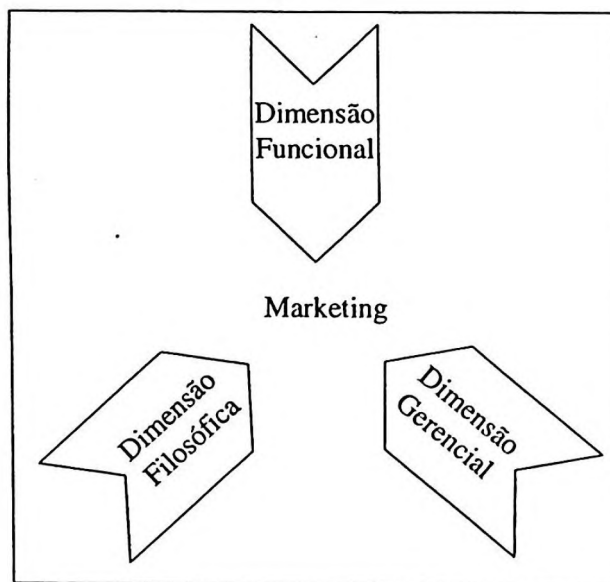 Dimensão
Funcional
Marketing
Dimensão
Filosófica
Dimensão
Gerencial